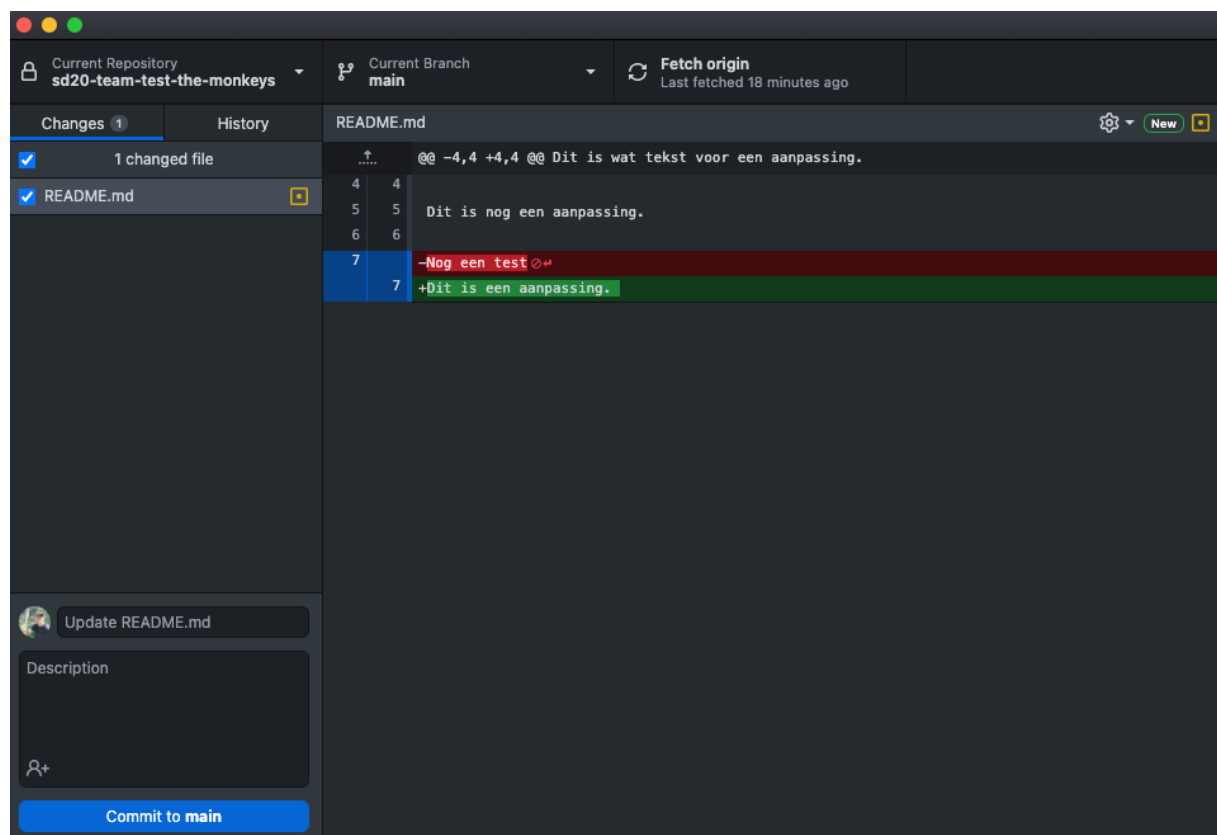 Current Repository
sd20-team-test-the-monkeys
Current Branch
main
Fetch origin
Last fetched 18 minutes ago
Changes 1
History
1 changed file
README.md
README.md
New
@@ -4,4 +4,4 @@ Dit is wat tekst voor een aanpassing.
4 4
5 5 Dit is nog een aanpassing.
6 6
7 -Nog een test
7 +Dit is een aanpassing.
Update README.md
Description
Commit to main